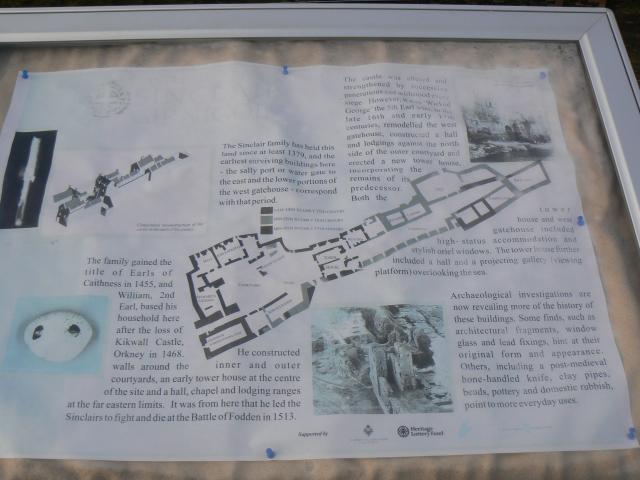 The castle was altered and
strengthened by successive
generations and withstood every
siege. However, it was 'Wicked'
George' the 5th Earl who, in the
late 16th and early 17th
centuries, remodelled the west
gatehouse, constructed a hall
and lodgings against the north
side of the outer courtyard and
erected a new tower house,
incorporating the
remains of its
predecessor.
Both the
The Sinclair family has held this
land since at least 1379, and the
earliest surviving buildings here
- the sally port or water gate to
the east and the lower portions of
the west gatehouse - correspond
with that period.
tower
house and west
gatehouse included
high-status accommodation and
stylish oriel windows. The tower house further
included a hall and a projecting gallery (viewing
platform) overlooking the sea.
The family gained the
title of Earls of
Caithness in 1455, and
William, 2nd
Earl, based his
household here
after the loss of
Kikwall Castle,
Orkney in 1468.
He constructed
walls around the inner and outer
courtyards, an early tower house at the centre
of the site and a hall, chapel and lodging ranges
at the far eastern limits. It was from here that he led the
Sinclairs to fight and die at the Battle of Fodden in 1513.
Archaeological investigations are
now revealing more of the history of
these buildings. Some finds, such as
architectural fragments, window
glass and lead fixings, hint at their
original form and appearance.
Others, including a post-medieval
bone-handled knife, clay pipes,
beads, pottery and domestic rubbish,
point to more everyday uses.
Supported by
Heritage
Lottery Fund